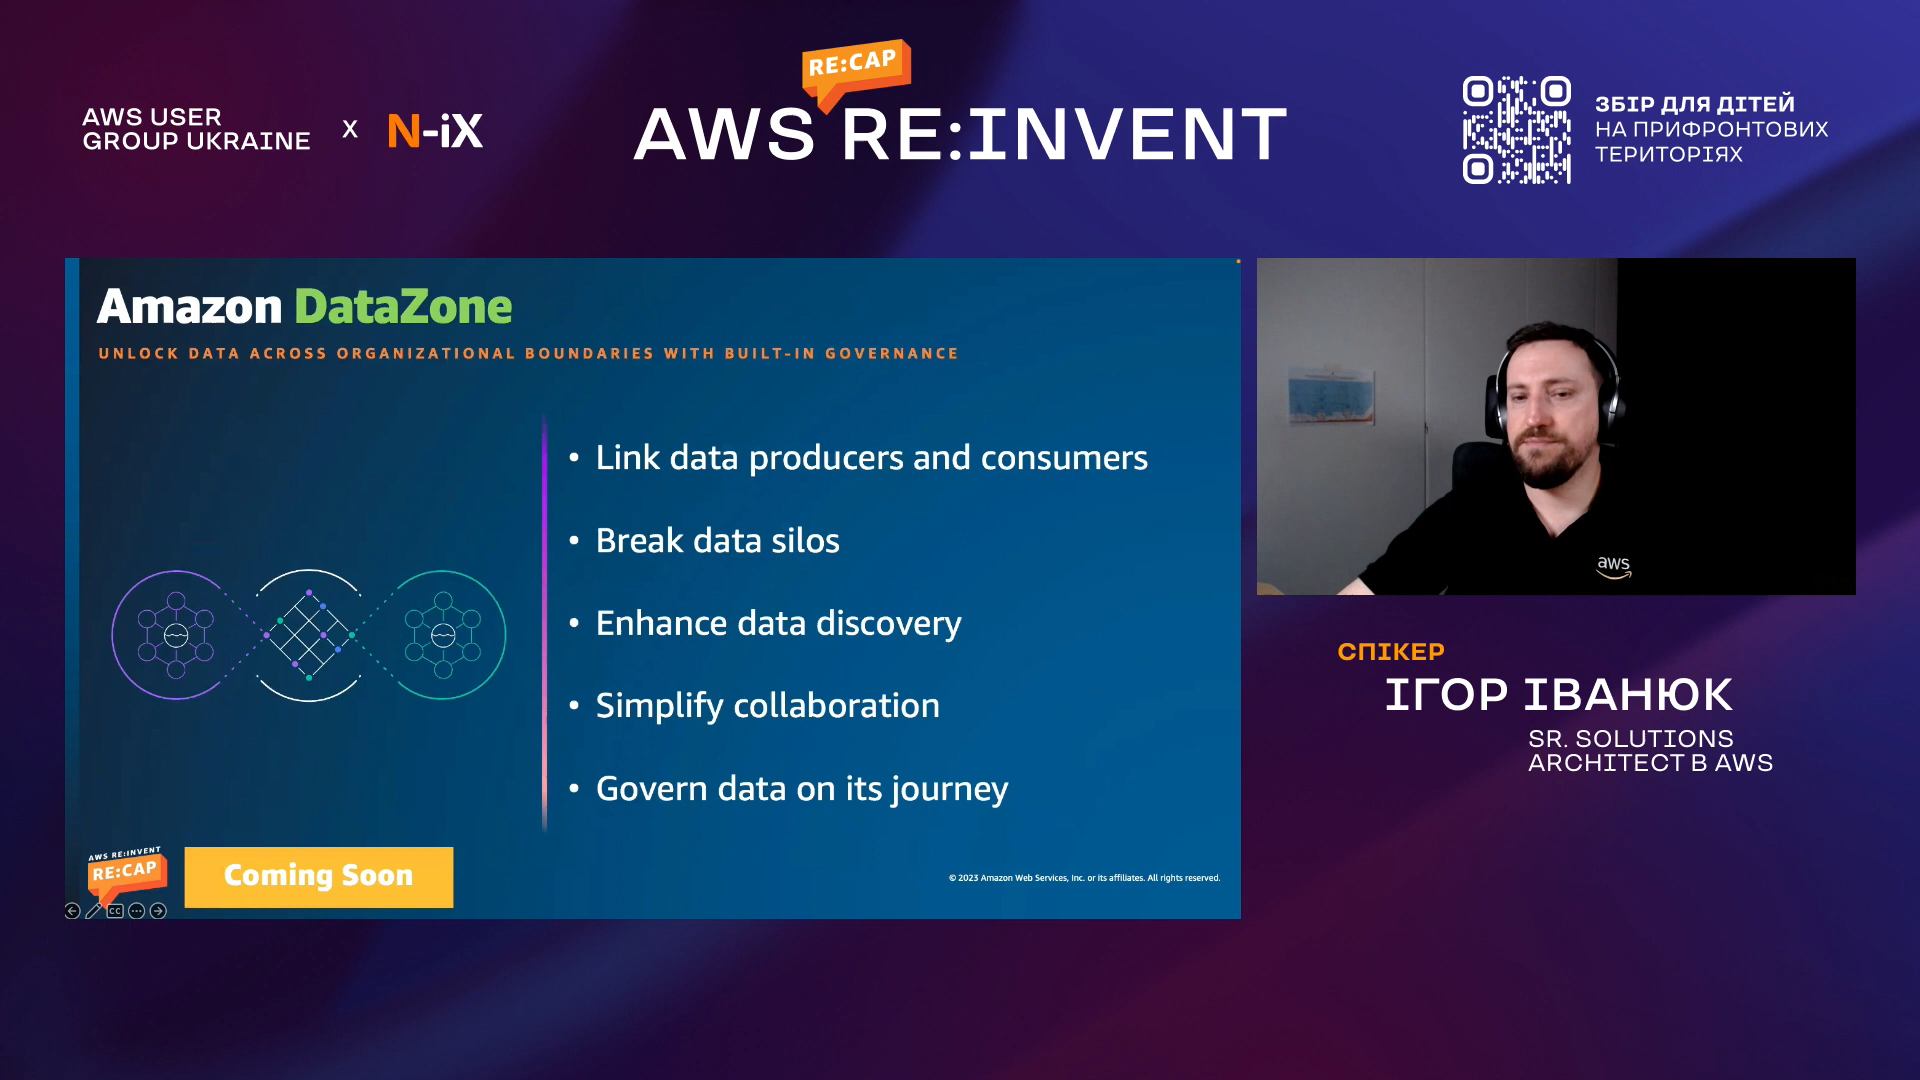 AWS USER
GROUP UKRAINE
X
N-iX
RE:CAP
AWS RE:INVENT
ЗБІР ДЛЯ ДІТЕЙ
НА ПРИФРОНТОВИХ
ТЕРИТОРІЯХ
Amazon DataZone
UNLOCK DATA ACROSS ORGANIZATIONAL BOUNDARIES WITH BUILT-IN GOVERNANCE
• Link data producers and consumers
• Break data silos
• Enhance data discovery
• Simplify collaboration
• Govern data on its journey
AWS RE:INVENT
RE:CAP
Coming Soon
CC
© 2023 Amazon Web Services, Inc. or its affiliates. All rights reserved.
aws
СПІКЕР
ІГОР ІВАНЮК
SR. SOLUTIONS
ARCHITECT В AWS